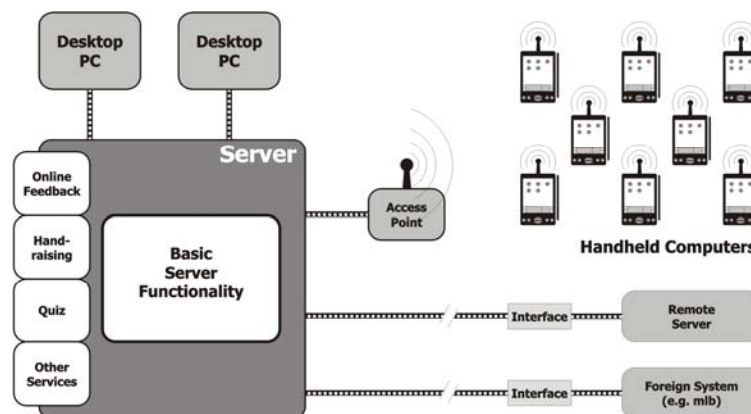 Desktop
PC
Desktop
PC
Server
Online
Feedback
Hand-
raising
Quiz
Other
Services
Basic
Server
Functionality
Access
Point
Handheld Computers
Interface
Remote
Server
Interface
Foreign System
(e.g. mlb)